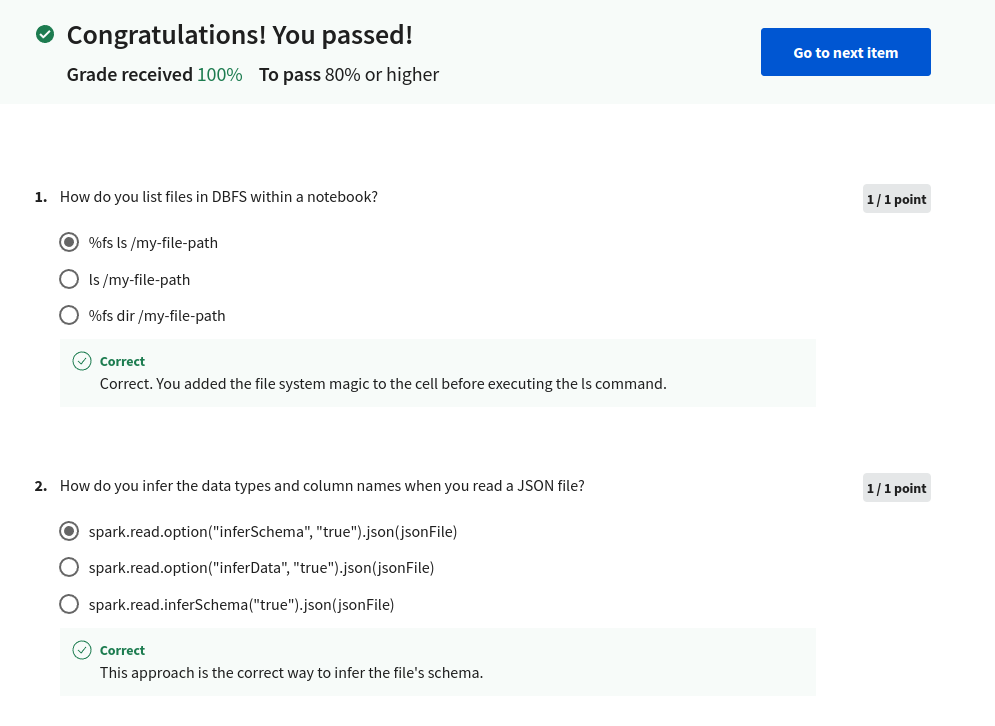 Congratulations! You passed!
Grade received 100% To pass 80% or higher
Go to next item
1. How do you list files in DBFS within a notebook?
1 / 1 point
%fs ls /my-file-path
ls /my-file-path
%fs dir /my-file-path
Correct
Correct. You added the file system magic to the cell before executing the ls command.
2. How do you infer the data types and column names when you read a JSON file?
1 / 1 point
spark.read.option("inferSchema", "true").json(jsonFile)
spark.read.option("inferData", "true").json(jsonFile)
spark.read.inferSchema("true").json(jsonFile)
Correct
This approach is the correct way to infer the file's schema.